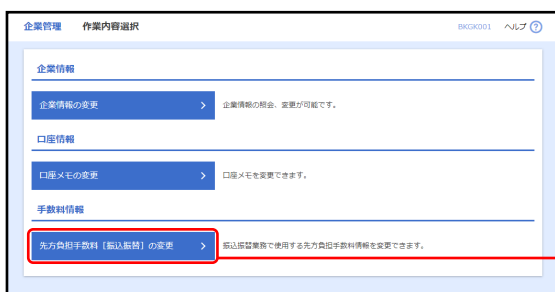 企業管理 作業内容選択 BKGK001 ヘルプ ?
企業情報
企業情報の変更 > 企業情報の照会、変更が可能です。
口座情報
口座メモの変更 > 口座メモを変更できます。
手数料情報
先方負担手数料［振込振替］の変更 > 振込振替業務で使用する先方負担手数料情報を変更できます。